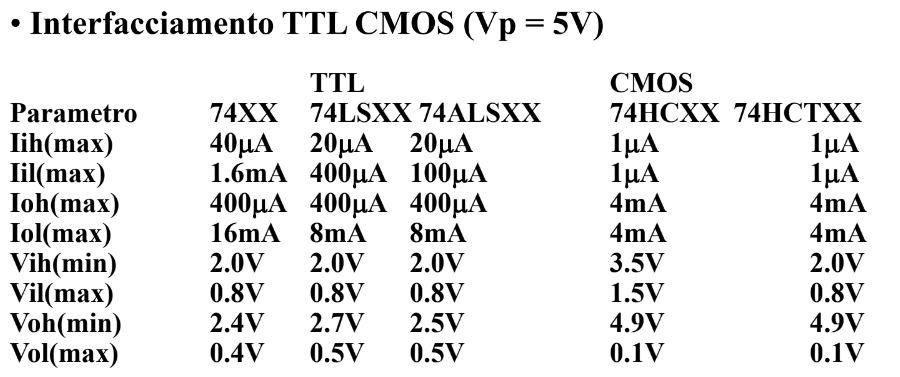 • Interfacciamento TTL CMOS (Vp = 5V)
TTL CMOS
Parametro 74XX 74LSXX 74ALSXX 74HCXX 74HCTXX
Iih(max) 40μA 20μA 20μA 1μA 1μA
Iil(max) 1.6mA 400μA 100μA 1μA 1μA
Ioh(max) 400μA 400μA 400μA 4mA 4mA
Iol(max) 16mA 8mA 8mA 4mA 4mA
Vih(min) 2.0V 2.0V 2.0V 3.5V 2.0V
Vil(max) 0.8V 0.8V 0.8V 1.5V 0.8V
Voh(min) 2.4V 2.7V 2.5V 4.9V 4.9V
Vol(max) 0.4V 0.5V 0.5V 0.1V 0.1V